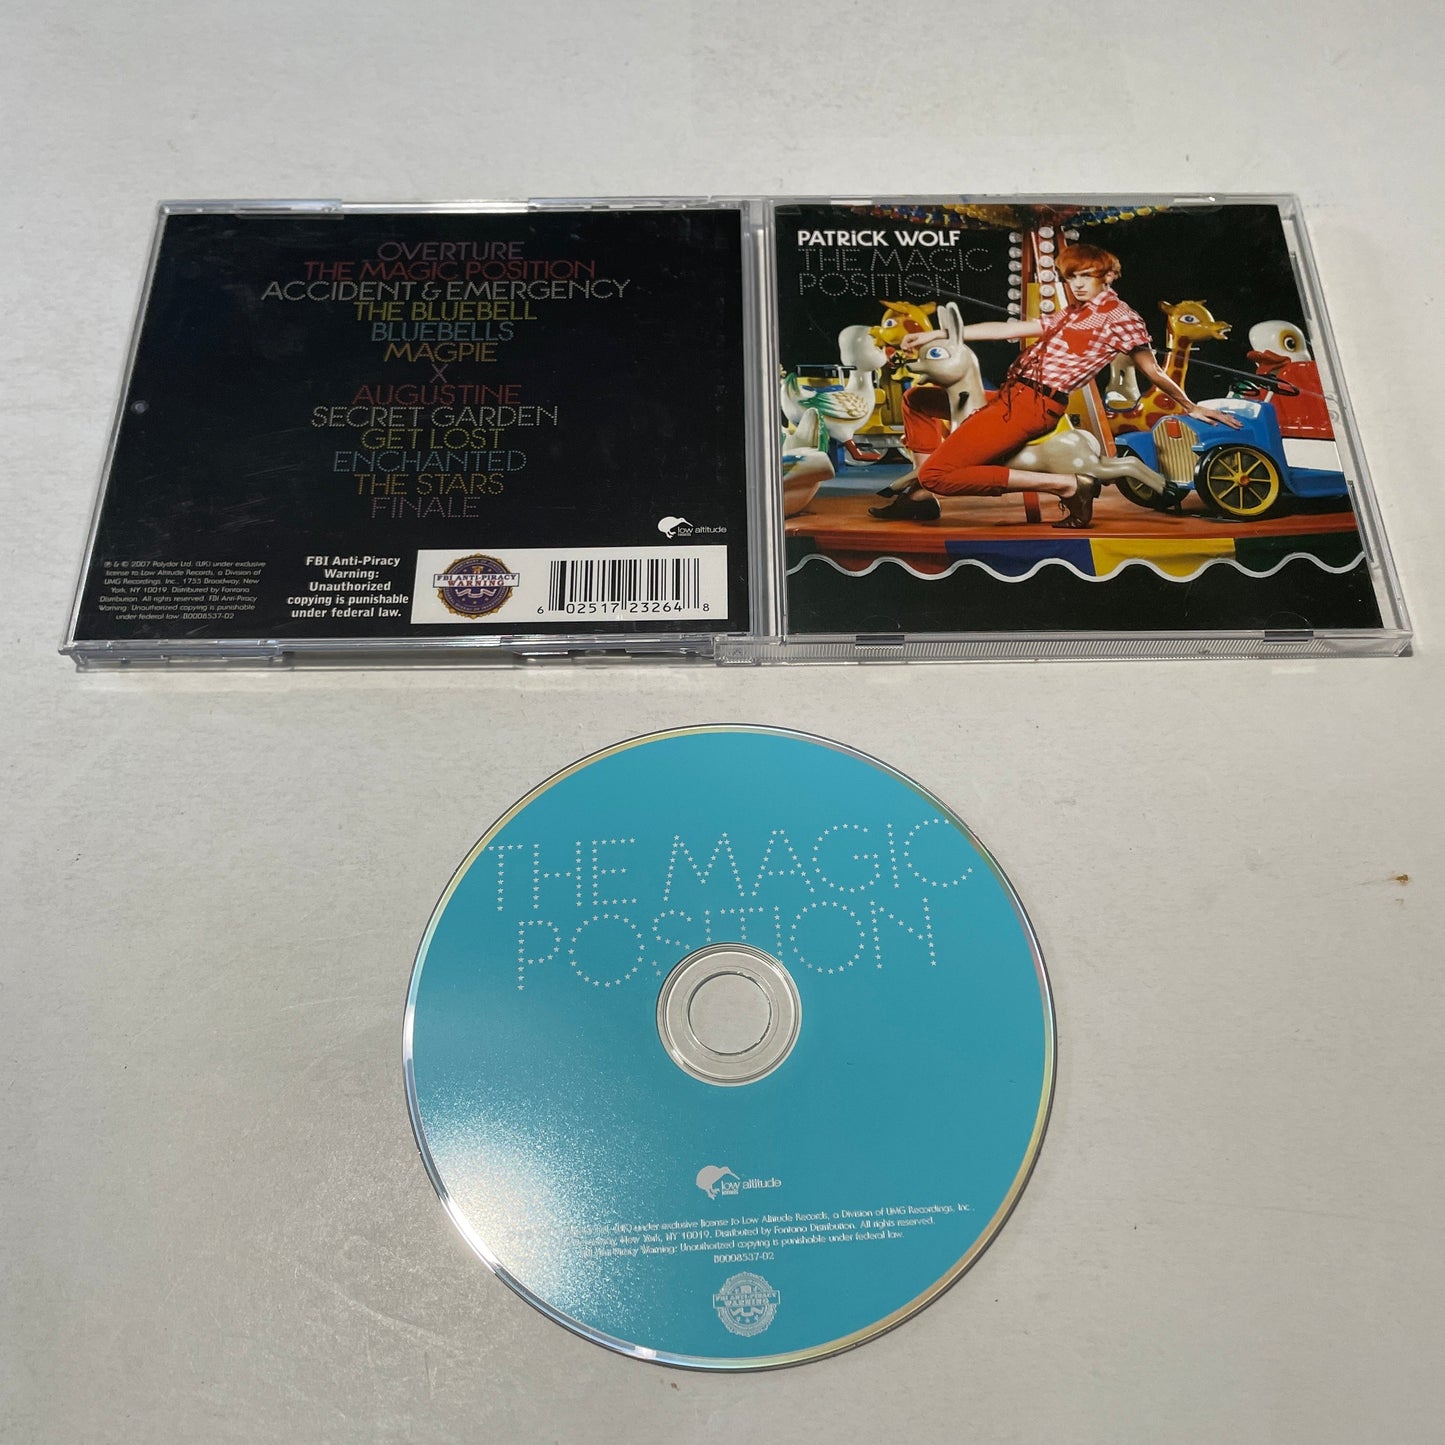 OVERTURE
THE MAGIC POSITION
ACCIDENT & EMERGENCY
THE BLUEBELL
BLUEBELLS
MAGPIE
X
AUGUSTINE
SECRET GARDEN
GET LOST
ENCHANTED
THE STARS
FINALE
low altitude
℗ & © 2007 Polydor Ltd. (UK) under exclusive
license to Low Altitude Records, a Division of
UMG Recordings, Inc., 1755 Broadway, New
York, NY 10019. Distributed by Fontana
Distribution. All rights reserved. FBI Anti-Piracy
Warning: Unauthorized copying is punishable
under federal law. B0008537-02
FBI Anti-Piracy
Warning:
Unauthorized
copying is punishable
under federal law.
FBI ANTI-PIRACY
WARNING
6 02517 23264 8
PATRiCK WOLF
THE MAGIC
POSITION
THE MAGIC
POSITION
low altitude
(UK) under exclusive license to Low Altitude Records, a Division of UMG Recordings, Inc.,
New York, NY 10019. Distributed by Fontana Distribution. All rights reserved.
Piracy Warning: Unauthorized copying is punishable under federal law.
B0008537-02
FBI ANTI-PIRACY
WARNING